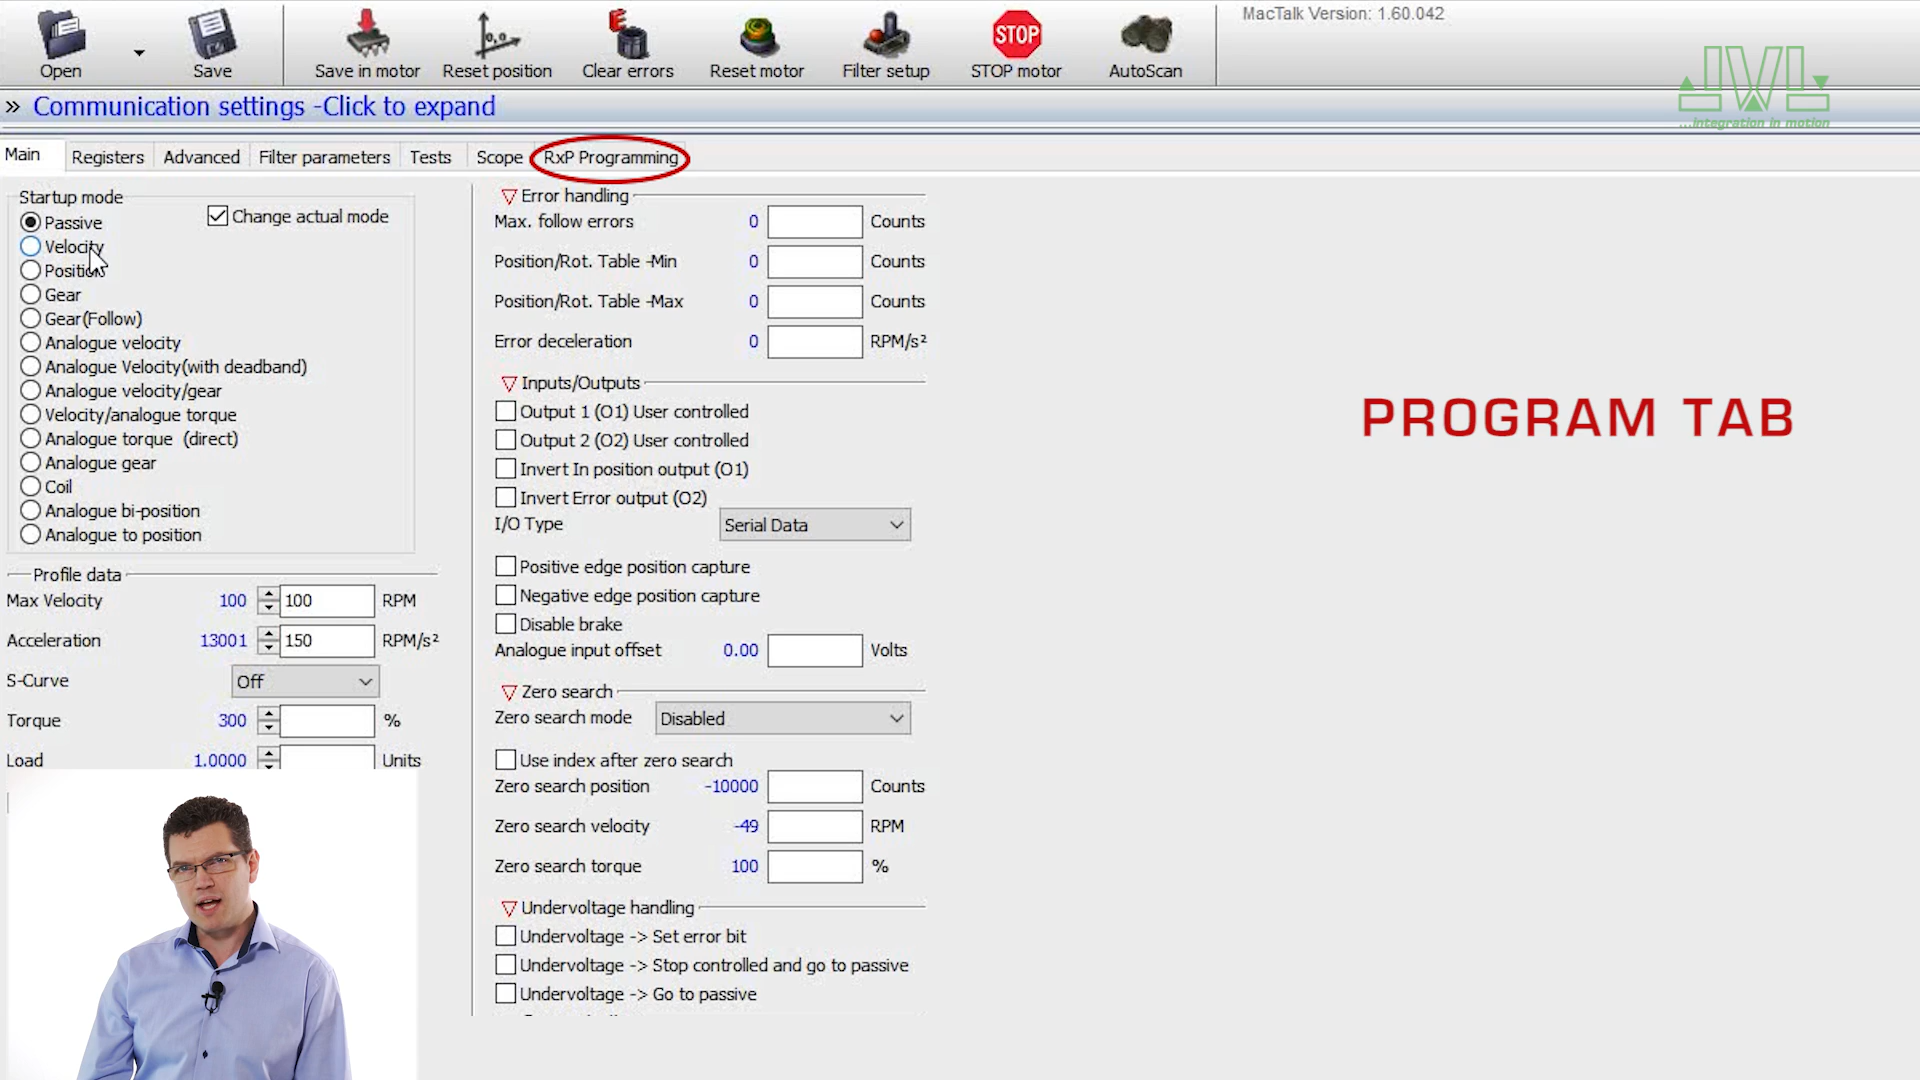 MacTalk Version: 1.60.042
Open
Save
Save in motor
Reset position
Clear errors
Reset motor
Filter setup
STOP
STOP motor
AutoScan
JVL
...integration in motion
» Communication settings -Click to expand
Main
Registers
Advanced
Filter parameters
Tests
Scope
RxP Programming
Startup mode
Change actual mode
Passive
Velocity
Position
Gear
Gear(Follow)
Analogue velocity
Analogue Velocity(with deadband)
Analogue velocity/gear
Velocity/analogue torque
Analogue torque (direct)
Analogue gear
Coil
Analogue bi-position
Analogue to position
Profile data
Max Velocity 100 100 RPM
Acceleration 13001 150 RPM/s²
S-Curve Off
Torque 300 %
Load 1.0000 Units
Error handling
Max. follow errors 0 Counts
Position/Rot. Table -Min 0 Counts
Position/Rot. Table -Max 0 Counts
Error deceleration 0 RPM/s²
Inputs/Outputs
Output 1 (O1) User controlled
Output 2 (O2) User controlled
Invert In position output (O1)
Invert Error output (O2)
I/O Type Serial Data
Positive edge position capture
Negative edge position capture
Disable brake
Analogue input offset 0.00 Volts
Zero search
Zero search mode Disabled
Use index after zero search
Zero search position -10000 Counts
Zero search velocity -49 RPM
Zero search torque 100 %
Undervoltage handling
Undervoltage -> Set error bit
Undervoltage -> Stop controlled and go to passive
Undervoltage -> Go to passive
PROGRAM TAB